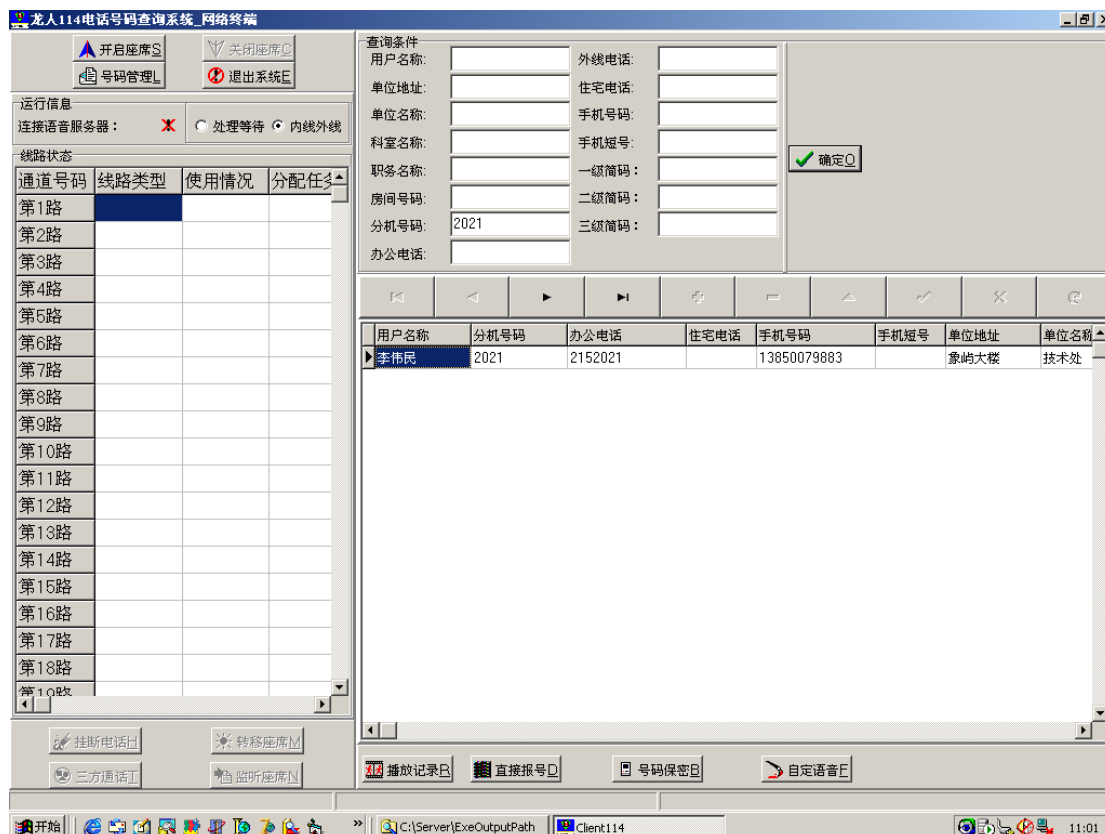 龙人114电话号码查询系统_网络终端
开启座席S 关闭座席C
号码管理L 退出系统E
运行信息
连接语音服务器： 处理等待 内线外线
线路状态
通道号码 线路类型 使用情况 分配任务
第1路
第2路
第3路
第4路
第5路
第6路
第7路
第8路
第9路
第10路
第11路
第12路
第13路
第14路
第15路
第16路
第17路
第18路
第19路
挂断电话H 转移座席M
三方通话T 监听座席N
查询条件
用户名称: 外线电话:
单位地址: 住宅电话:
单位名称: 手机号码:
科室名称: 手机短号:
职务名称: 一级简码：
房间号码: 二级简码：
分机号码: 2021 三级简码：
办公电话:
确定O
用户名称 分机号码 办公电话 住宅电话 手机号码 手机短号 单位地址 单位名称
李伟民 2021 2152021 13850079883 象屿大楼 技术处
播放记录R 直接报号D 号码保密B 自定语音F
开始 » C:\Server\ExeOutputPath Client114 11:01